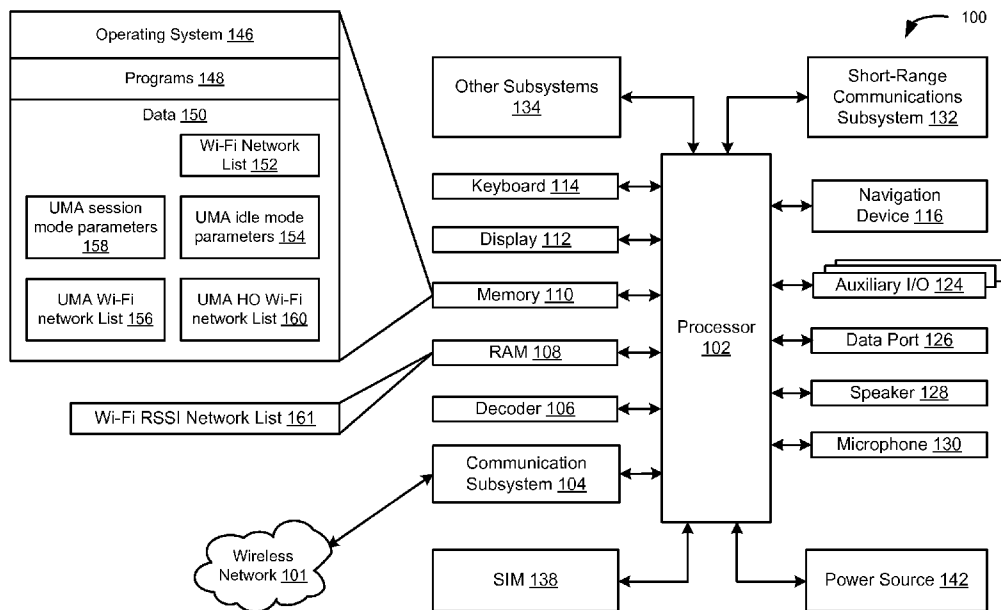 100
Operating System 146
Programs 148
Data 150
Wi-Fi Network
List 152
UMA session
mode parameters
158
UMA idle mode
parameters 154
UMA Wi-Fi
network List 156
UMA HO Wi-Fi
network List 160
Wi-Fi RSSI Network List 161
Wireless
Network 101
Other Subsystems
134
Keyboard 114
Display 112
Memory 110
RAM 108
Decoder 106
Communication
Subsystem 104
SIM 138
Processor
102
Short-Range
Communications
Subsystem 132
Navigation
Device 116
Auxiliary I/O 124
Data Port 126
Speaker 128
Microphone 130
Power Source 142